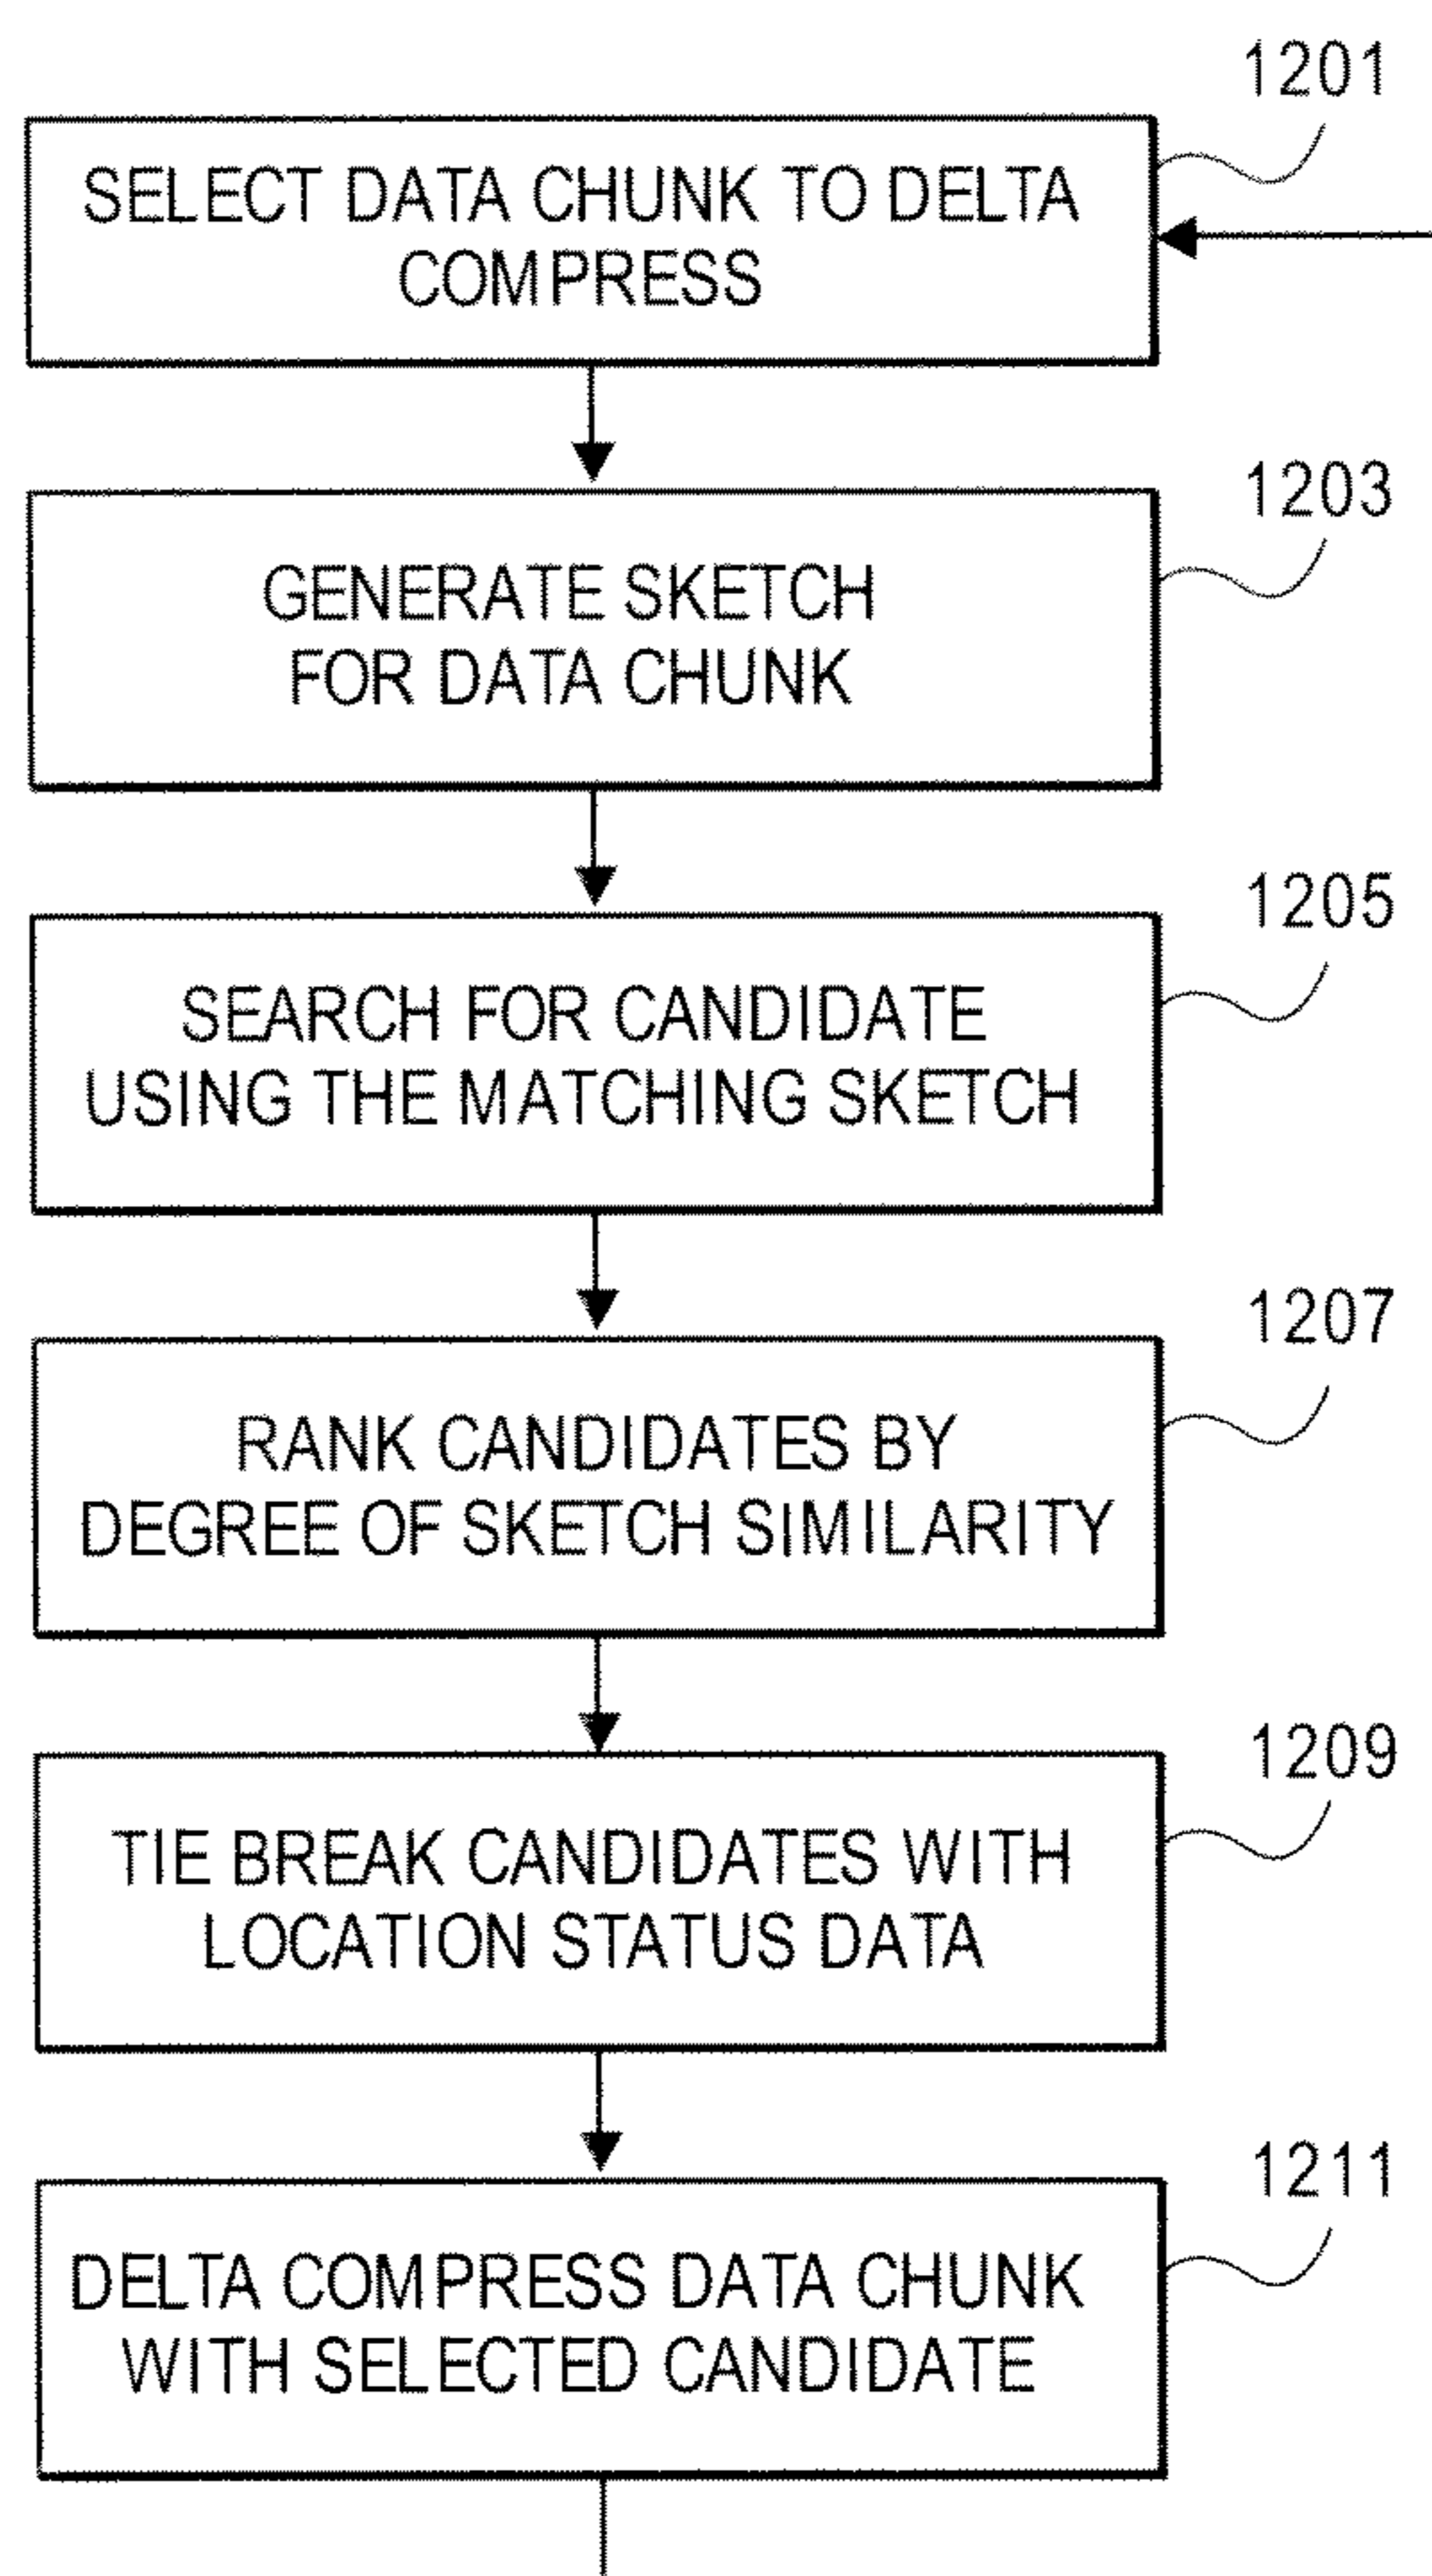 1201
SELECT DATA CHUNK TO DELTA
COMPRESS
1203
GENERATE SKETCH
FOR DATA CHUNK
1205
SEARCH FOR CANDIDATE
USING THE MATCHING SKETCH
1207
RANK CANDIDATES BY
DEGREE OF SKETCH SIMILARITY
1209
TIE BREAK CANDIDATES WITH
LOCATION STATUS DATA
1211
DELTA COMPRESS DATA CHUNK
WITH SELECTED CANDIDATE